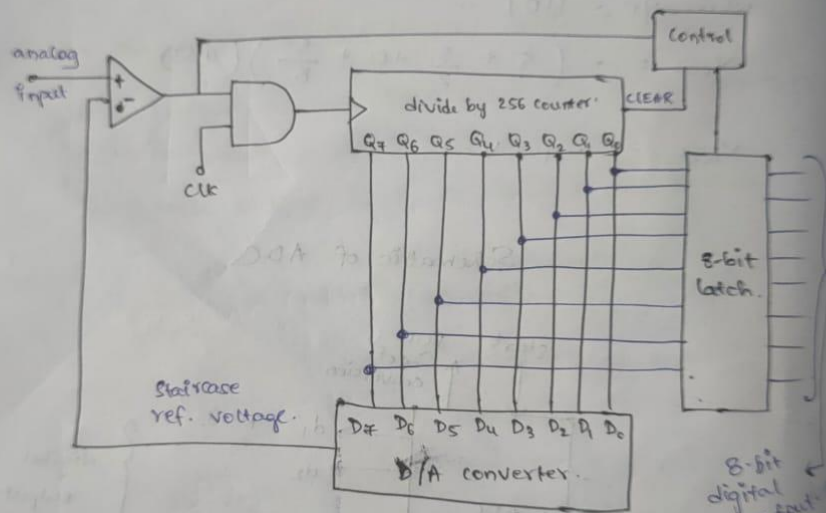 analog
input
+
-
CLK
control
divide by 256 counter.
CLEAR
Q7 Q6 Q5 Q4 Q3 Q2 Q1 Q0
8-bit
latch.
staircase
ref. voltage.
D7 D6 D5 D4 D3 D2 D1 D0
D/A converter.
8-bit
digital